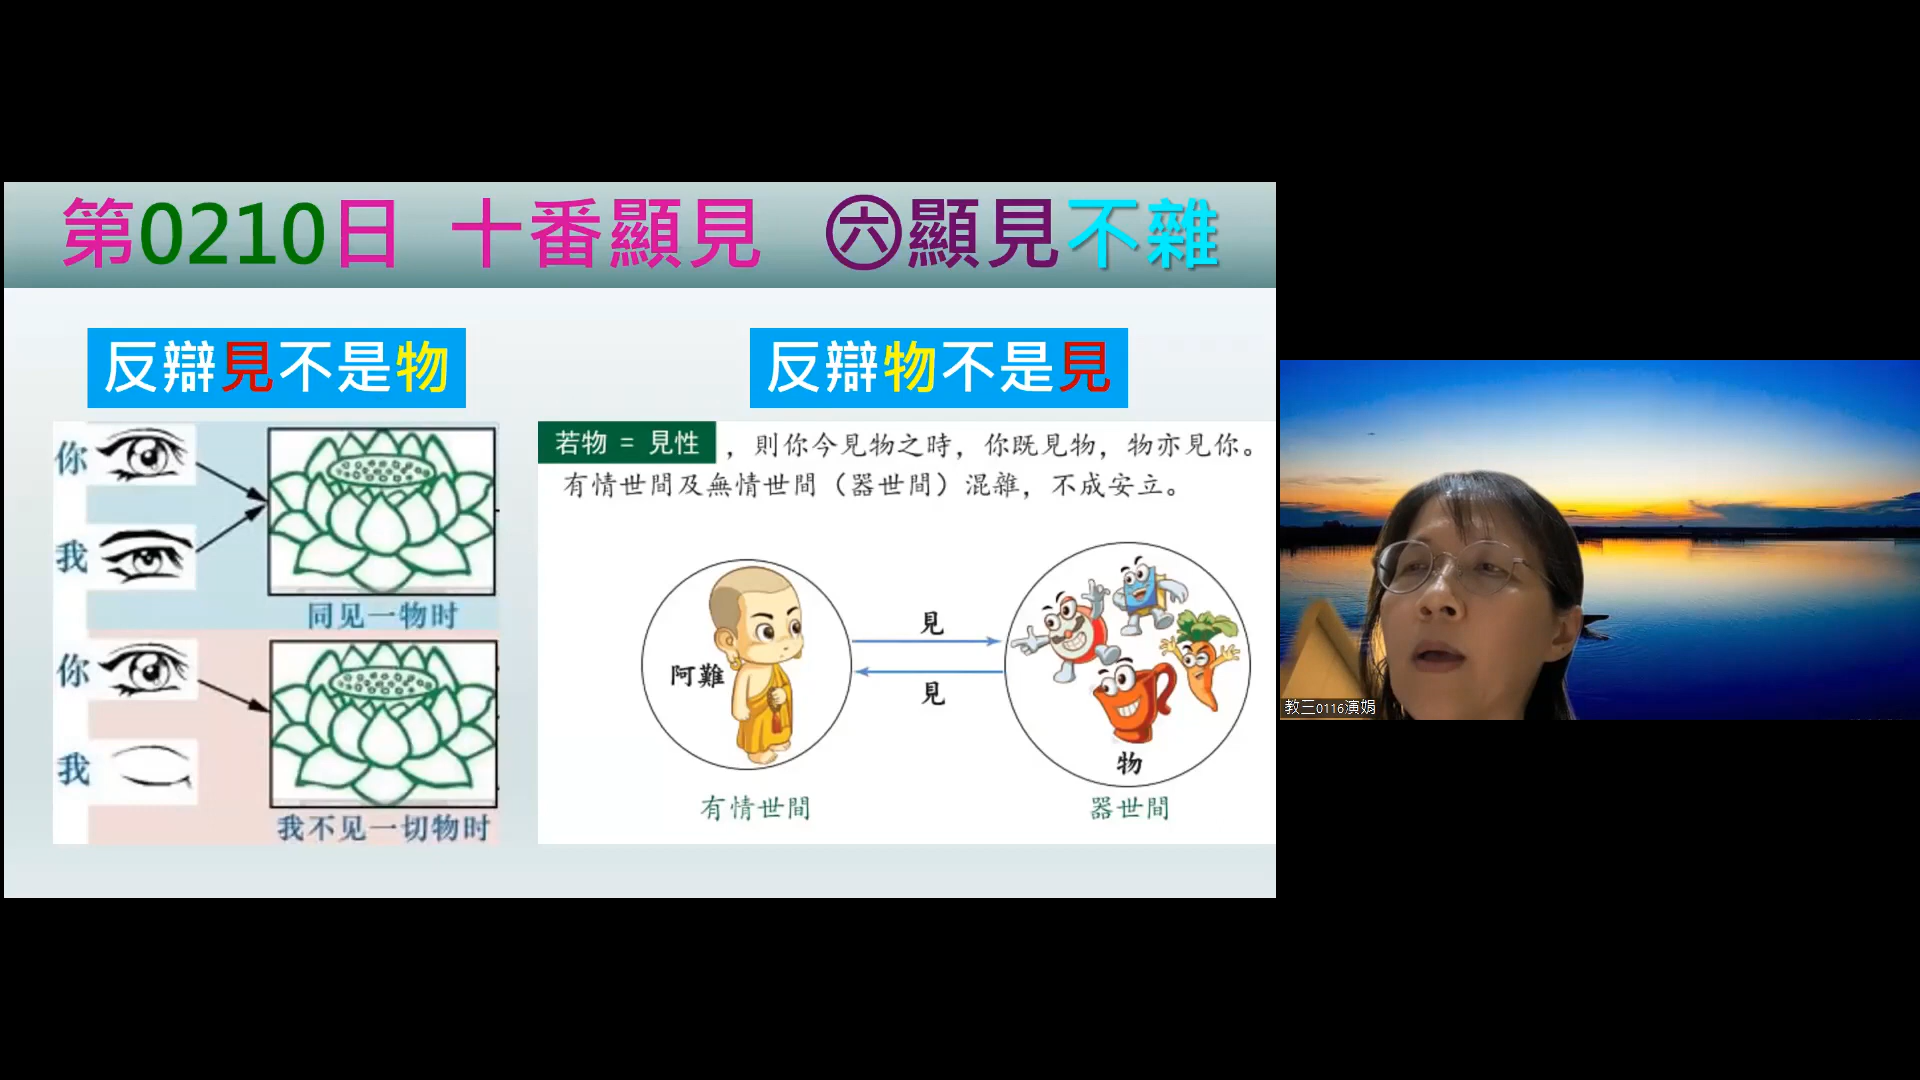 第0210日 十番顯見 ㊅顯見不雜
反辯見不是物
你
我
同见一物时
你
我
我不见一切物时
反辯物不是見
若物 = 見性，則你今見物之時，你既見物，物亦見你。
有情世間及無情世間（器世間）混雜，不成安立。
阿難
見
見
物
有情世間
器世間
教三0116演娟